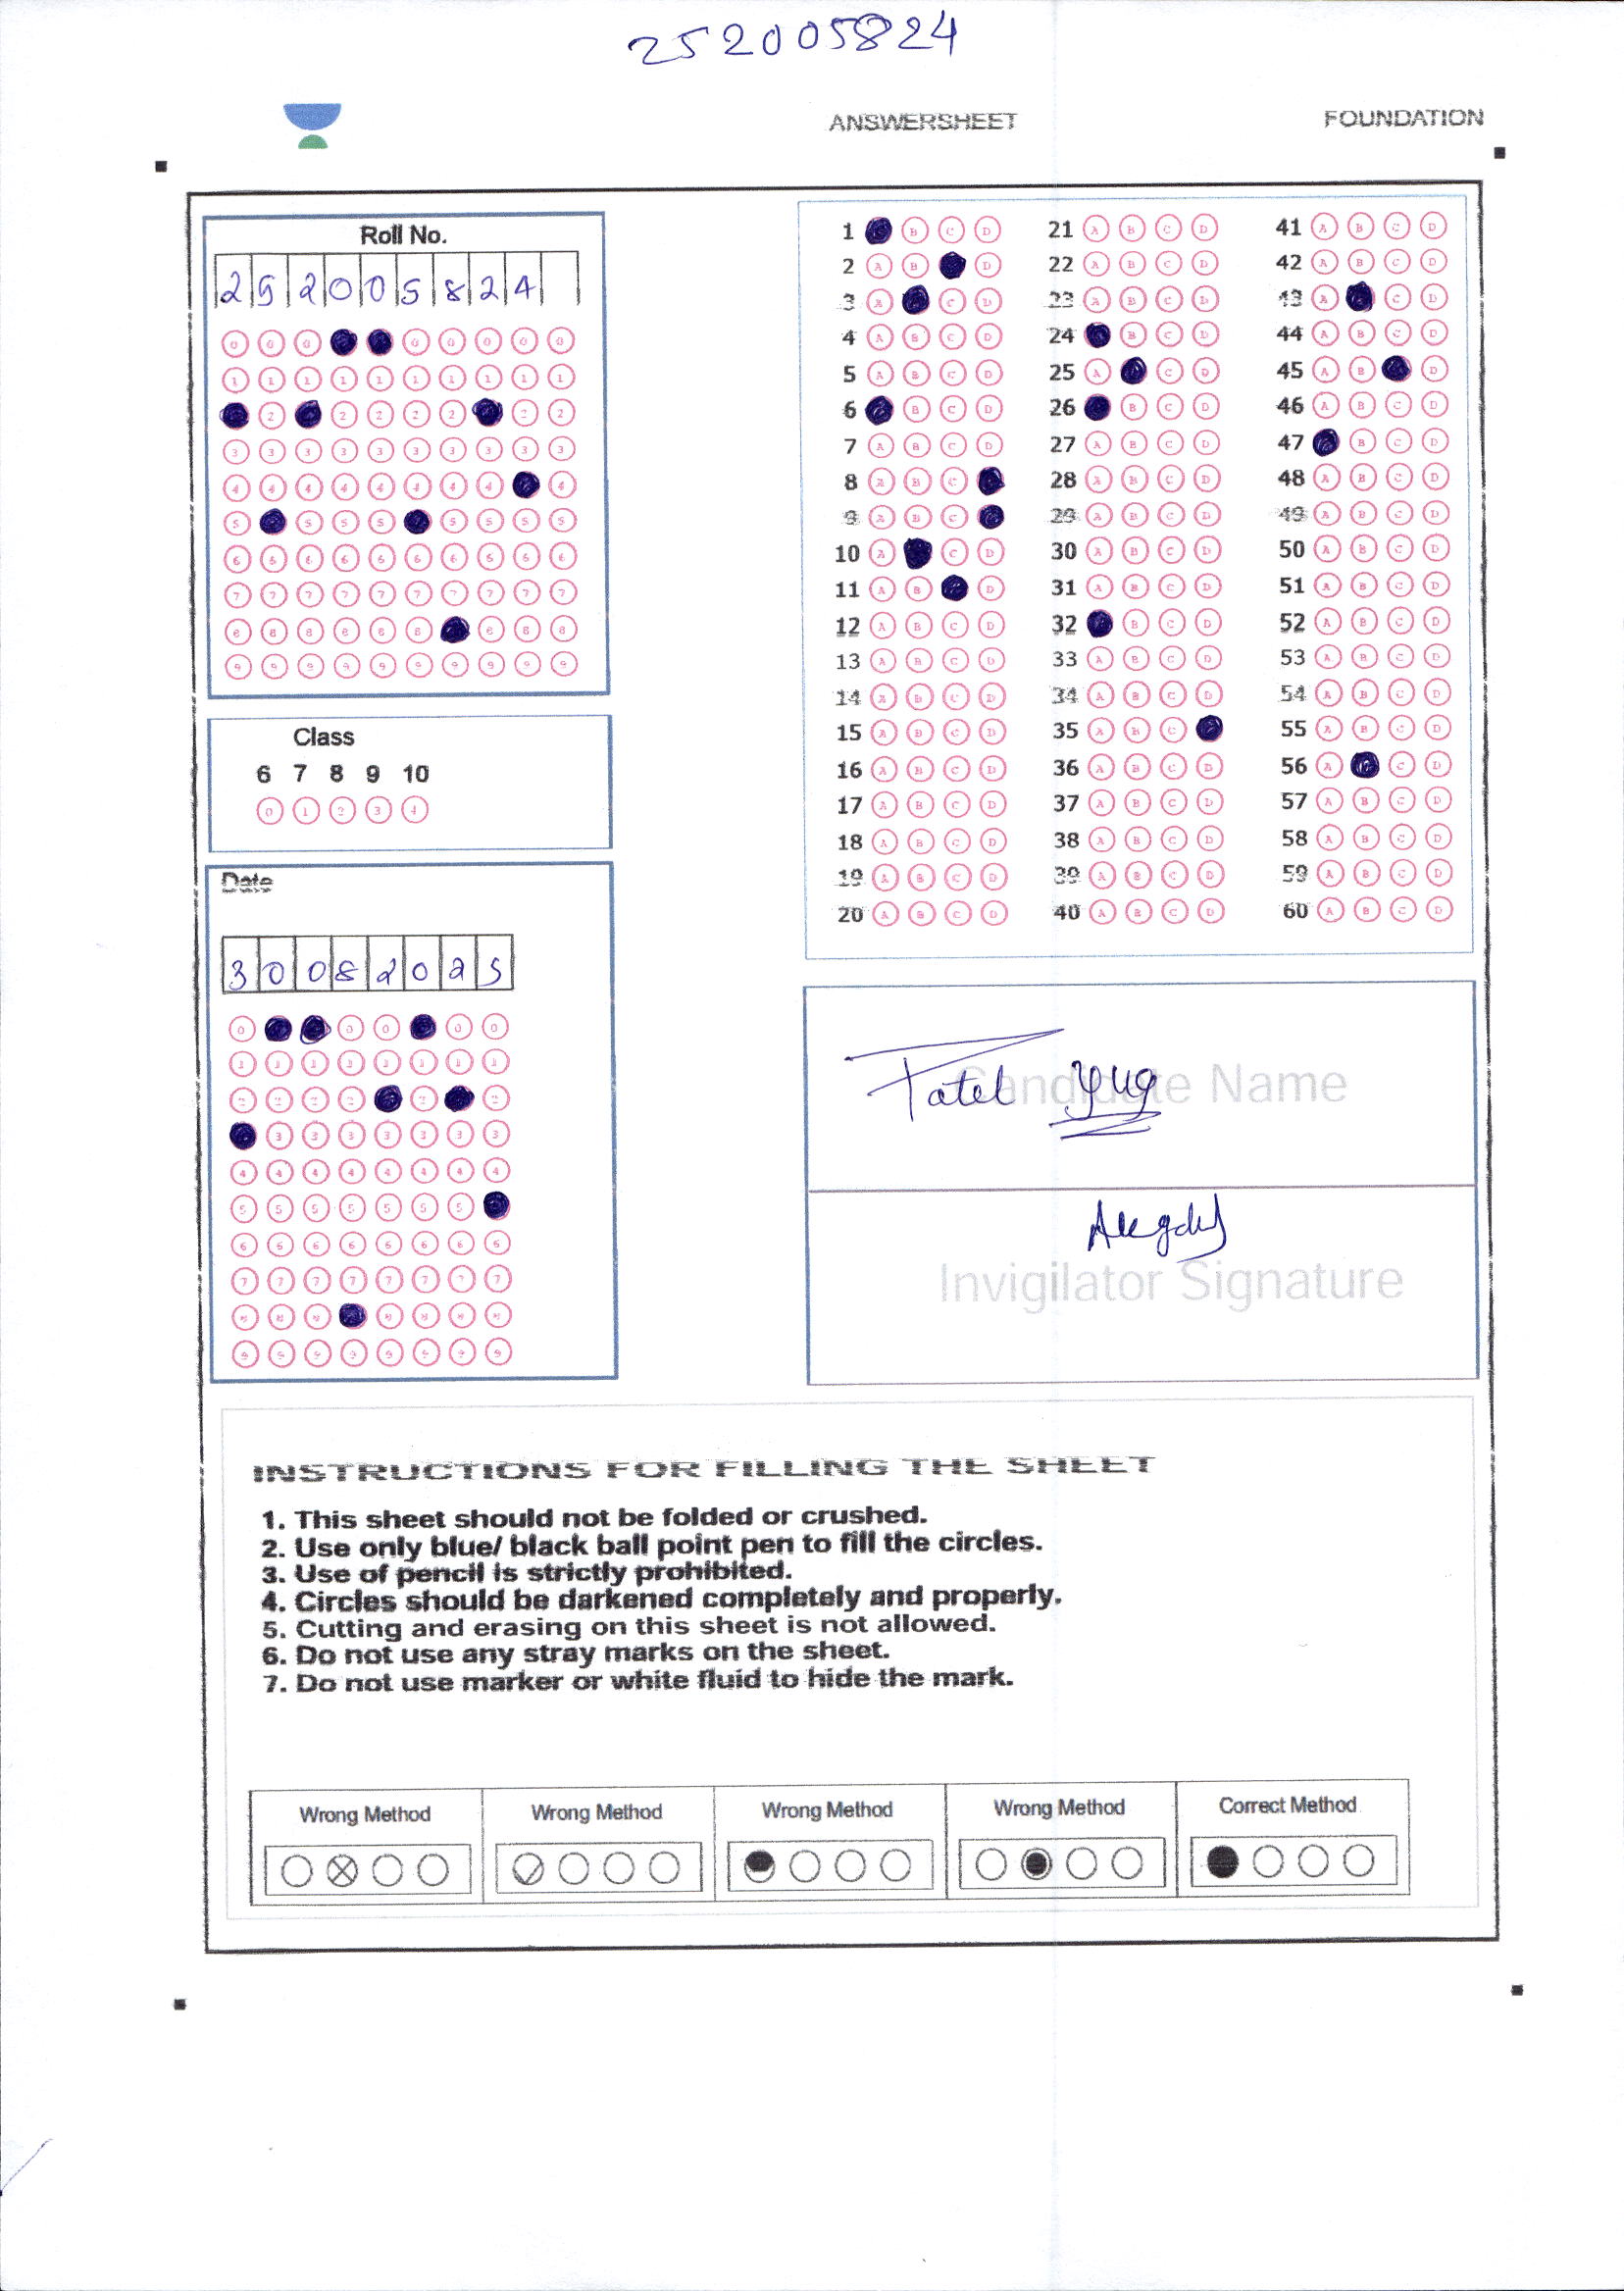 252005824
ANSWERSHEET
FOUNDATION
Roll No.
2 5 2 0 0 5 8 2 4
Class
6 7 8 9 10
Date
3 0 0 8 2 0 2 5
1 A B C D
2 A B C D
3 A B C D
4 A B C D
5 A B C D
6 A B C D
7 A B C D
8 A B C D
9 A B C D
10 A B C D
11 A B C D
12 A B C D
13 A B C D
14 A B C D
15 A B C D
16 A B C D
17 A B C D
18 A B C D
19 A B C D
20 A B C D
21 A B C D
22 A B C D
23 A B C D
24 A B C D
25 A B C D
26 A B C D
27 A B C D
28 A B C D
29 A B C D
30 A B C D
31 A B C D
32 A B C D
33 A B C D
34 A B C D
35 A B C D
36 A B C D
37 A B C D
38 A B C D
39 A B C D
40 A B C D
41 A B C D
42 A B C D
43 A B C D
44 A B C D
45 A B C D
46 A B C D
47 A B C D
48 A B C D
49 A B C D
50 A B C D
51 A B C D
52 A B C D
53 A B C D
54 A B C D
55 A B C D
56 A B C D
57 A B C D
58 A B C D
59 A B C D
60 A B C D
Patel Yug
Candidate Name
Invigilator Signature
INSTRUCTIONS FOR FILLING THE SHEET
1. This sheet should not be folded or crushed.
2. Use only blue/ black ball point pen to fill the circles.
3. Use of pencil is strictly prohibited.
4. Circles should be darkened completely and properly.
5. Cutting and erasing on this sheet is not allowed.
6. Do not use any stray marks on the sheet.
7. Do not use marker or white fluid to hide the mark.
Wrong Method
Wrong Method
Wrong Method
Wrong Method
Correct Method